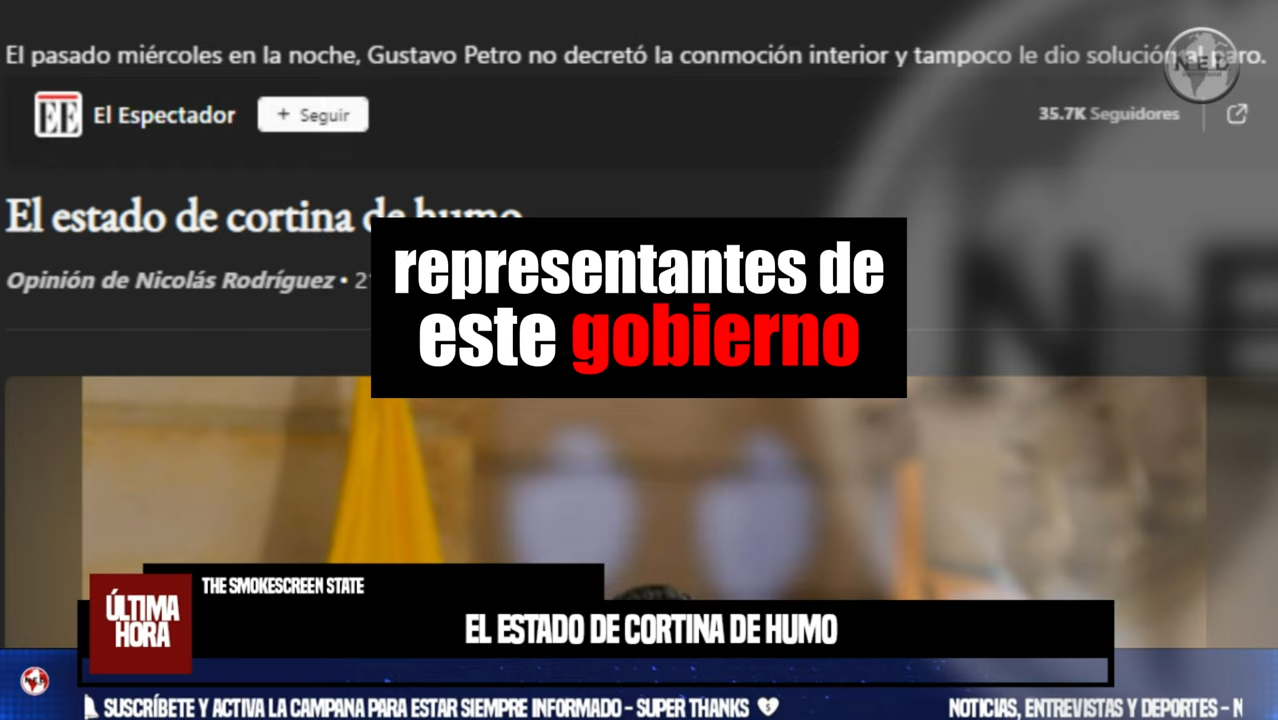 El pasado miércoles en la noche, Gustavo Petro no decretó la conmoción interior y tampoco le dio solución al paro.
EE El Espectador + Seguir 35.7K Seguidores
El estado de cortina de humo
Opinión de Nicolás Rodríguez •
representantes de
este gobierno
THE SMOKESCREEN STATE
ÚLTIMA
HORA
EL ESTADO DE CORTINA DE HUMO
SUSCRÍBETE Y ACTIVA LA CAMPANA PARA ESTAR SIEMPRE INFORMADO - SUPER THANKS
NOTICIAS, ENTREVISTAS Y DEPORTES - N